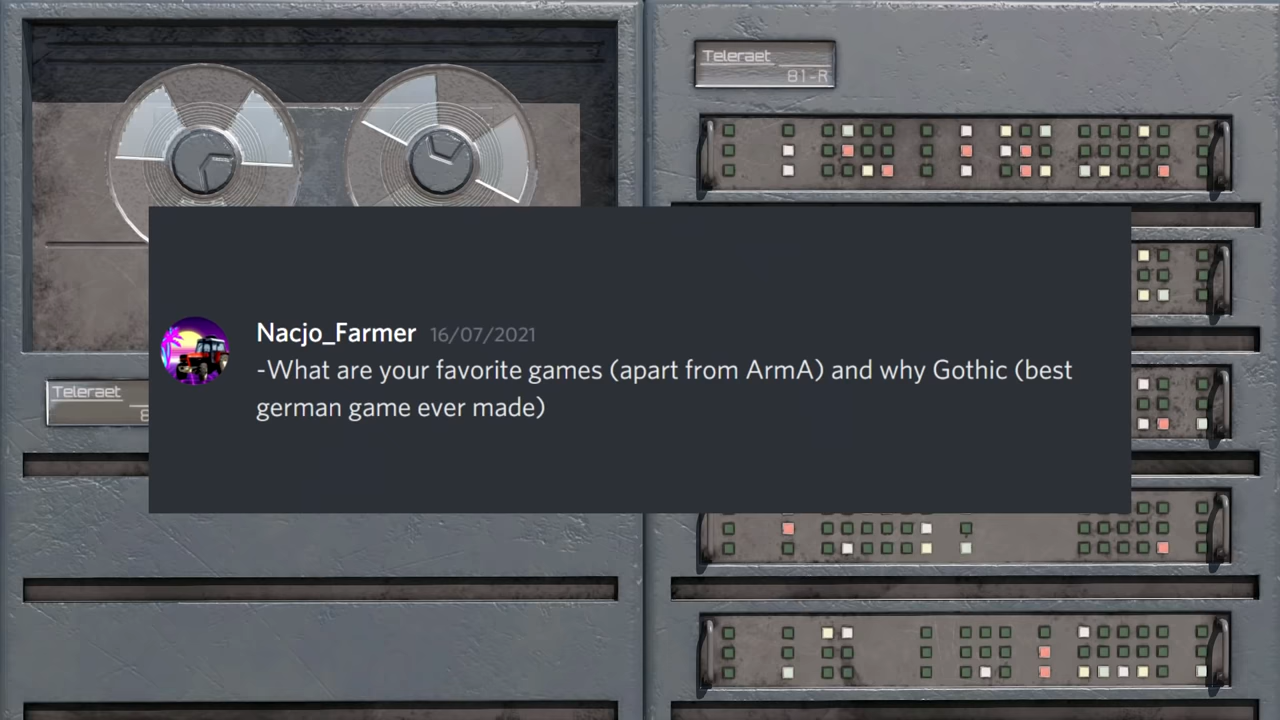 Teleraet
81-R
Nacjo_Farmer 16/07/2021
-What are your favorite games (apart from ArmA) and why Gothic (best
german game ever made)
Teleraet
8